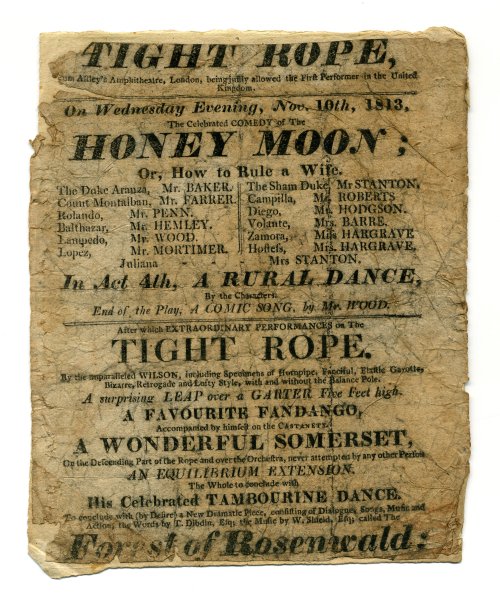 TIGHT ROPE,
from Astley's Amphitheatre, London, being justly allowed the First Performer in the United
Kingdom.
On Wednesday Evening, Nov. 10th, 1813,
The Celebrated COMEDY of The
HONEY MOON;
Or, How to Rule a Wife.
The Duke Aranza, Mr. BAKER. The Sham Duke, Mr STANTON,
Count Montalban, Mr. FARRER. Campilla, Mr. ROBERTS
Rolando, Mr. PENN. Diego, Mr. HODGSON.
Balthazar, Mr. HEMLEY. Volante, Mrs. BARRE.
Lampedo, Mr. WOOD. Zamora, Miss HARGRAVE
Lopez, Mr. MORTIMER. Hostess, Mrs. HARGRAVE,
Juliana Mrs STANTON.
In Act 4th, A RURAL DANCE,
By the Characters.
End of the Play, A COMIC SONG, by Mr. WOOD.
After which EXTRAORDINARY PERFORMANCES on The
TIGHT ROPE.
By the unparalleled WILSON, including Specimens of Hornpipe, Fanciful, Elastic Gavotte,
Bizarre, Retrogade and Lofty Style, with and without the Balance Pole.
A surprising LEAP over a GARTER Five Feet high.
A FAVOURITE FANDANGO,
Accompanied by himself on the CASTANETS.
A WONDERFUL SOMERSET,
On the Descending Part of the Rope and over the Orchestra, never attempted by any other Person
AN EQUILIBRIUM EXTENSION.
The Whole to conclude with
His Celebrated TAMBOURINE DANCE.
To conclude with (by Desire) a New Dramatic Piece, consisting of Dialogue, Songs, Music and
Action; the Words by T. Dibdin, Esq; the Music by W. Shield, Esq; called The
Forest of Rosenwald: